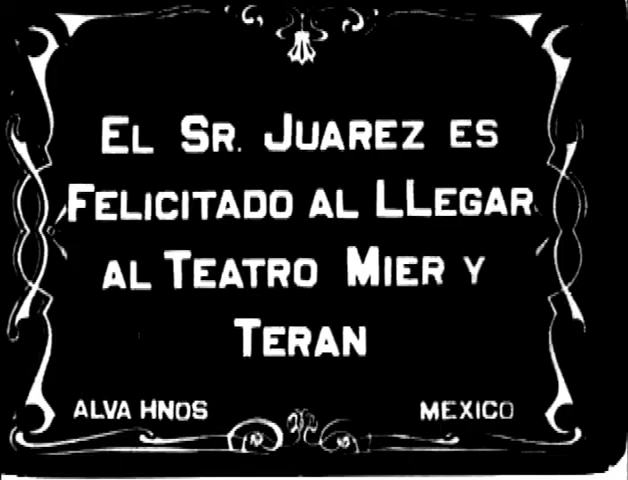 EL SR. JUAREZ ES
FELICITADO AL LLEGAR
AL TEATRO MIER Y
TERAN
ALVA HNOS MEXICO